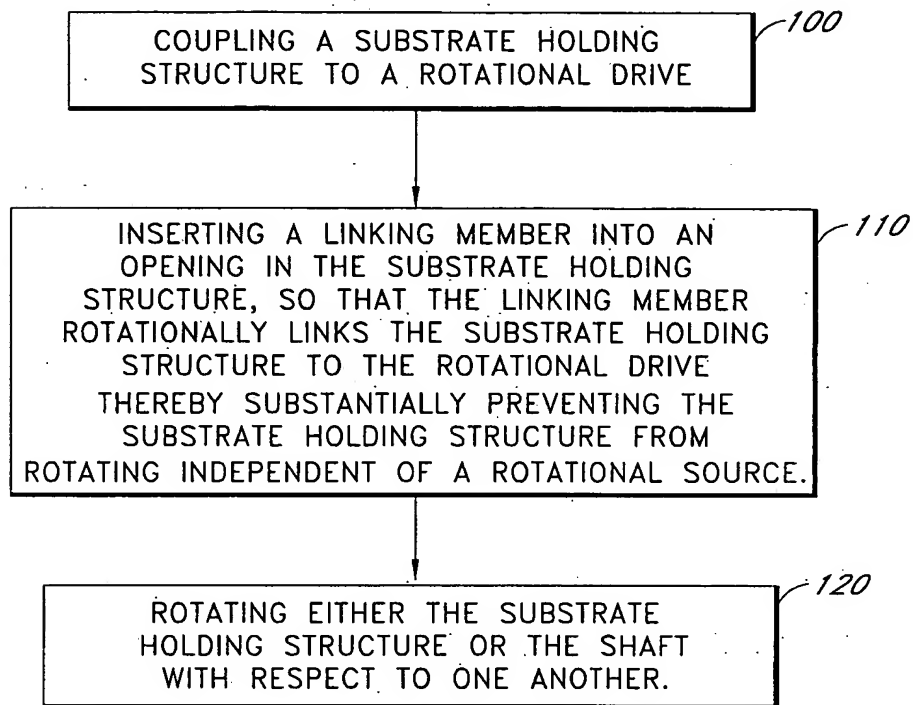 100
COUPLING A SUBSTRATE HOLDING
STRUCTURE TO A ROTATIONAL DRIVE
110
INSERTING A LINKING MEMBER INTO AN
OPENING IN THE SUBSTRATE HOLDING
STRUCTURE, SO THAT THE LINKING MEMBER
ROTATIONALLY LINKS THE SUBSTRATE HOLDING
STRUCTURE TO THE ROTATIONAL DRIVE
THEREBY SUBSTANTIALLY PREVENTING THE
SUBSTRATE HOLDING STRUCTURE FROM
ROTATING INDEPENDENT OF A ROTATIONAL SOURCE.
120
ROTATING EITHER THE SUBSTRATE
HOLDING STRUCTURE OR THE SHAFT
WITH RESPECT TO ONE ANOTHER.